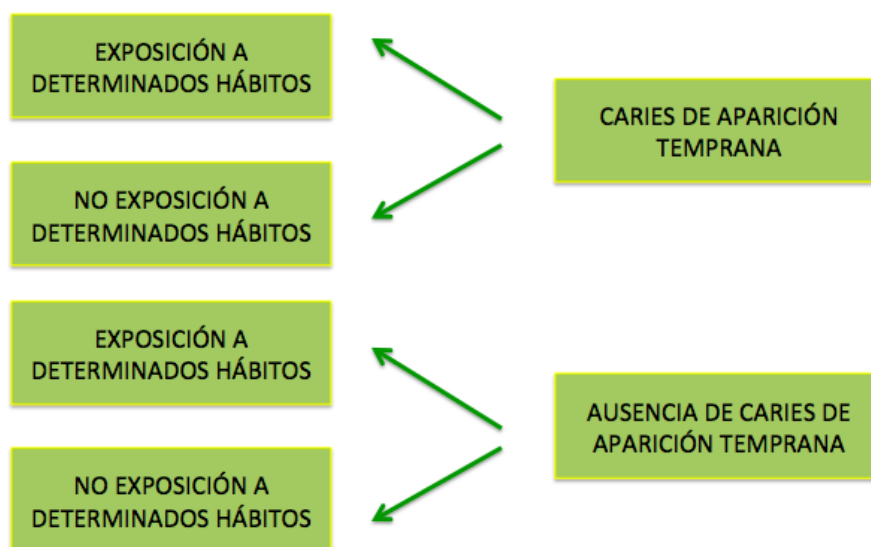 EXPOSICIÓN A
DETERMINADOS HÁBITOS
CARIES DE APARICIÓN
TEMPRANA
NO EXPOSICIÓN A
DETERMINADOS HÁBITOS
EXPOSICIÓN A
DETERMINADOS HÁBITOS
AUSENCIA DE CARIES DE
APARICIÓN TEMPRANA
NO EXPOSICIÓN A
DETERMINADOS HÁBITOS